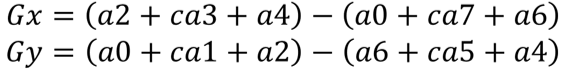 Gx = (a2 + ca3 + a4) − (a0 + ca7 + a6)
Gy = (a0 + ca1 + a2) − (a6 + ca5 + a4)